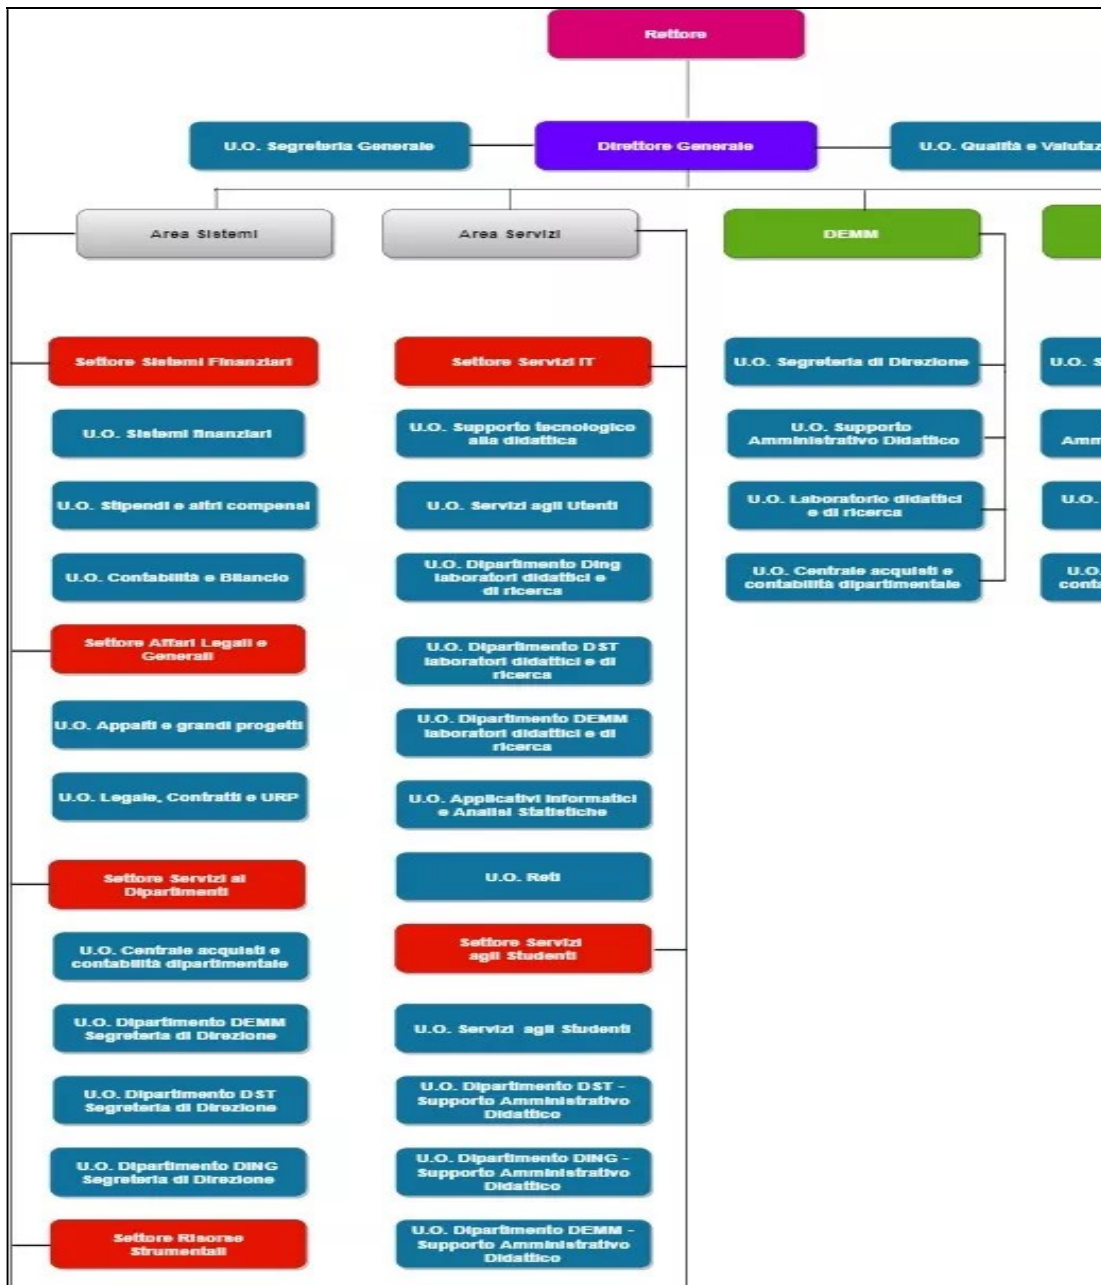 Rettore
U.O. Segreteria Generale
Direttore Generale
U.O. Qualità e Valutaz
Area Sistemi
Area Servizi
DEMM
Settore Sistemi Finanziari
U.O. Sistemi finanziari
U.O. Stipendi e altri compensi
U.O. Contabilità e Bilancio
Settore Affari Legali e
Generali
U.O. Appalti e grandi progetti
U.O. Legale, Contratti e URP
Settore Servizi ai
Dipartimenti
U.O. Centrale acquisti e
contabilità dipartimentale
U.O. Dipartimento DEMM
Segreteria di Direzione
U.O. Dipartimento DST
Segreteria di Direzione
U.O. Dipartimento DING
Segreteria di Direzione
Settore Risorse
Strumentali
Settore Servizi IT
U.O. Supporto tecnologico
alla didattica
U.O. Servizi agli Utenti
U.O. Dipartimento Ding
laboratori didattici e
di ricerca
U.O. Dipartimento DST
laboratori didattici e di
ricerca
U.O. Dipartimento DEMM
laboratori didattici e di
ricerca
U.O. Applicativi Informatici
e Analisi Statistiche
U.O. Reti
Settore Servizi
agli Studenti
U.O. Servizi agli Studenti
U.O. Dipartimento DST -
Supporto Amministrativo
Didattico
U.O. Dipartimento DING -
Supporto Amministrativo
Didattico
U.O. Dipartimento DEMM -
Supporto Amministrativo
Didattico
U.O. Segreteria di Direzione
U.O. Supporto
Amministrativo Didattico
U.O. Laboratorio didattici
e di ricerca
U.O. Centrale acquisti e
contabilità dipartimentale
U.O. S
Amm
U.O.
U.O.
conta